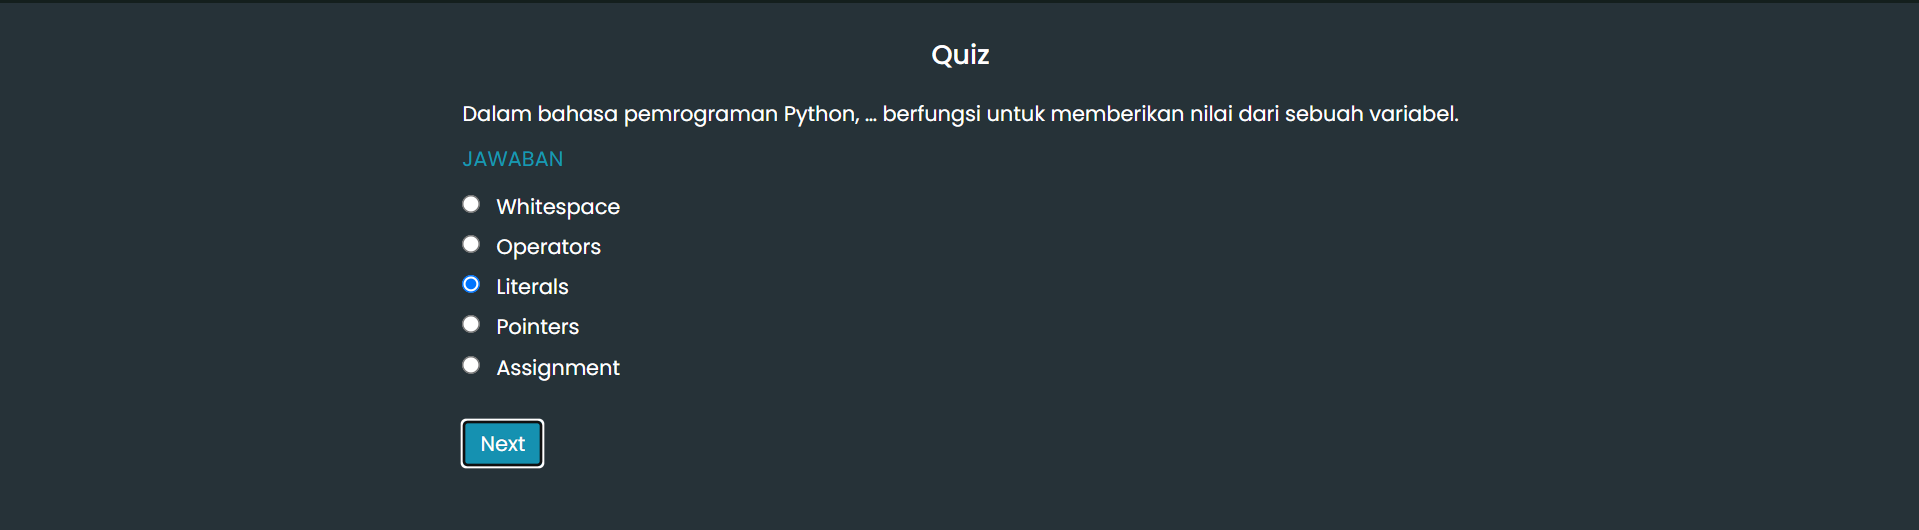 Quiz
Dalam bahasa pemrograman Python, ... berfungsi untuk memberikan nilai dari sebuah variabel.
JAWABAN
Whitespace
Operators
Literals
Pointers
Assignment
Next